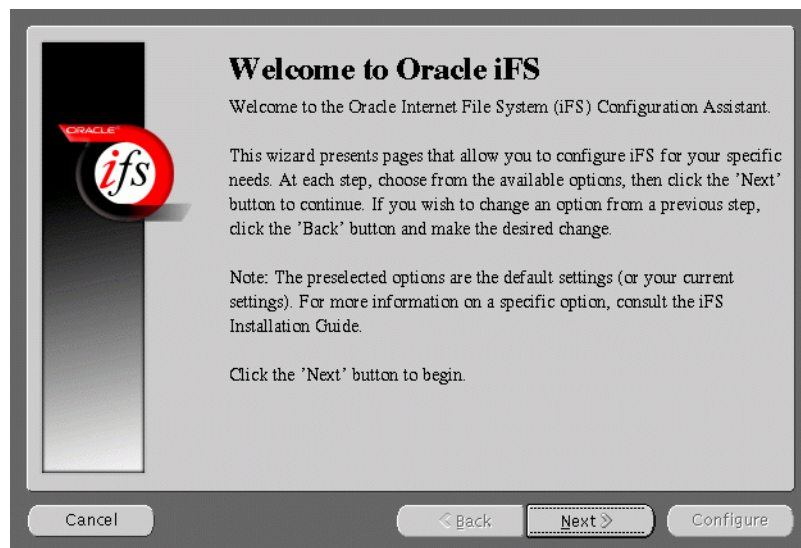 Welcome to Oracle iFS
Welcome to the Oracle Internet File System (iFS) Configuration Assistant.
This wizard presents pages that allow you to configure iFS for your specific
needs. At each step, choose from the available options, then click the 'Next'
button to continue. If you wish to change an option from a previous step,
click the 'Back' button and make the desired change.
Note: The preselected options are the default settings (or your current
settings). For more information on a specific option, consult the iFS
Installation Guide.
Click the 'Next' button to begin.
ORACLE
ifs
Cancel
Back
Next
Configure